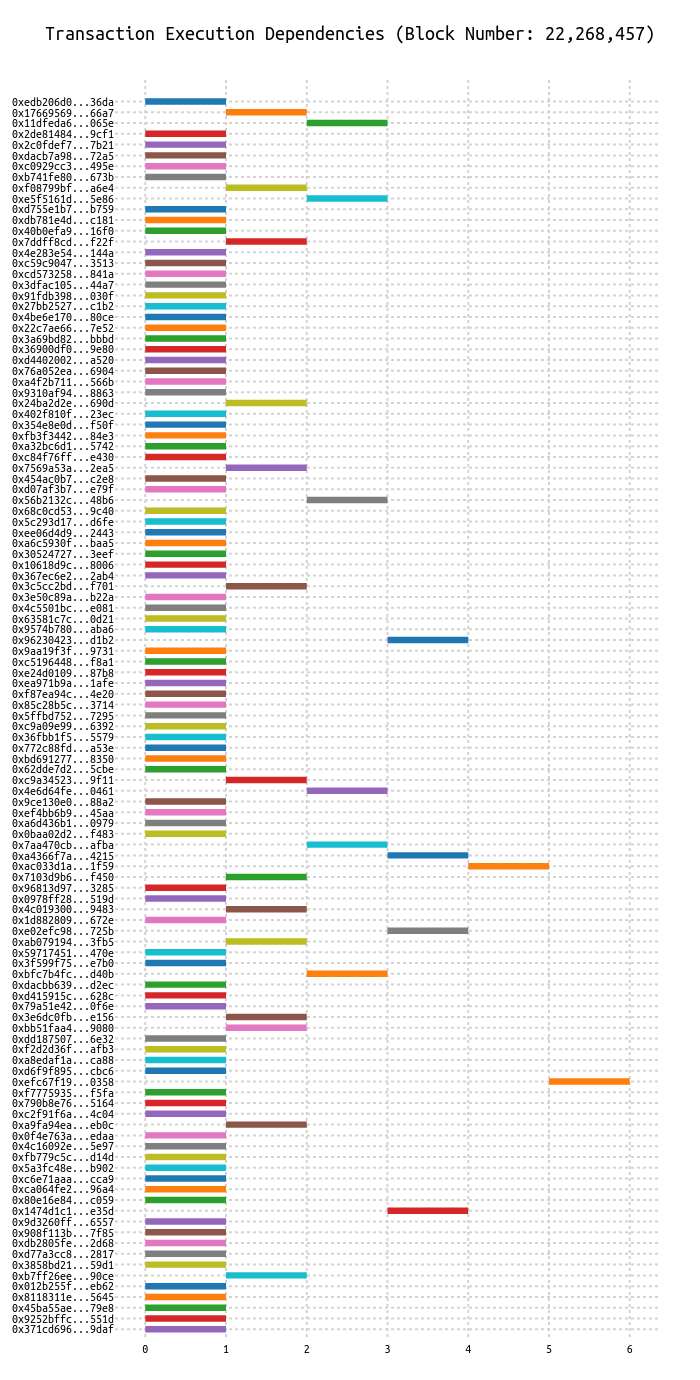 Transaction Execution Dependencies (Block Number: 22,268,457)
0xedb206d0...36da
0x17669569...66a7
0x11dfeda6...065e
0x2de81484...9cf1
0x2c0fdef7...7b21
0xdacb7a98...72a5
0xc0929cc3...495e
0xb741fe80...673b
0xf08799bf...a6e4
0xe5f5161d...5e86
0xd755e1b7...b759
0xdb781e4d...c181
0x40b0efa9...16f0
0x7ddff8cd...f22f
0x4e283e54...144a
0xc59c9047...3513
0xcd573258...841a
0x3dfac105...44a7
0x91fdb398...030f
0x27bb2527...c1b2
0x4be6e170...80ce
0x22c7ae66...7e52
0x3a69bd82...bbbd
0x36900df0...9e80
0xd4402002...a520
0x76a052ea...6904
0xa4f2b711...566b
0x9310af94...8863
0x24ba2d2e...690d
0x402f810f...23ec
0x354e8e0d...f50f
0xfb3f3442...84e3
0xa32bc6d1...5742
0xc84f76ff...e430
0x7569a53a...2ea5
0x454ac0b7...c2e8
0xd07af3b7...e79f
0x56b2132c...48b6
0x68c0cd53...9c40
0x5c293d17...d6fe
0xee06d4d9...2443
0xa6c5930f...baa5
0x30524727...3eef
0x10618d9c...8006
0x367ec6e2...2ab4
0x3c5cc2bd...f701
0x3e50c89a...b22a
0x4c5501bc...e081
0x63581c7c...0d21
0x9574b780...aba6
0x96230423...d1b2
0x9aa19f3f...9731
0xc5196448...f8a1
0xe24d0109...87b8
0xea971b9a...1afe
0xf87ea94c...4e20
0x85c28b5c...3714
0x5ffbd752...7295
0xc9a09e99...6392
0x36fbb1f5...5579
0x772c88fd...a53e
0xbd691277...8350
0x62dde7d2...5cbe
0xc9a34523...9f11
0x4e6d64fe...0461
0x9ce130e0...88a2
0xef4bb6b9...45aa
0xa6d436b1...0979
0x0baa02d2...f483
0x7aa470cb...afba
0xa4366f7a...4215
0xac033d1a...1f59
0x7103d9b6...f450
0x96813d97...3285
0x0978ff28...519d
0x4c019300...9483
0x1d882809...672e
0xe02efc98...725b
0xab079194...3fb5
0x59717451...470e
0x3f599f75...e7b0
0xbfc7b4fc...d40b
0xdacbb639...d2ec
0xd415915c...628c
0x79a51e42...0f6e
0x3e6dc0fb...e156
0xbb51faa4...9080
0xdd187507...6e32
0xf2d2d36f...afb3
0xa8edaf1a...ca88
0xd6f9f895...cbc6
0xefc67f19...0358
0xf7775935...f5fa
0x790b8e76...5164
0xc2f91f6a...4c04
0xa9fa94ea...eb0c
0x0f4e763a...edaa
0x4c16092e...5e97
0xfb779c5c...d14d
0x5a3fc48e...b902
0xc6e71aaa...cca9
0xca064fe2...96a4
0x80e16e84...c059
0x1474d1c1...e35d
0x9d3260ff...6557
0x908f113b...7f85
0xdb2805fe...2d68
0xd77a3cc8...2817
0x3858bd21...59d1
0xb7ff26ee...90ce
0x012b255f...eb62
0x8118311e...5645
0x45ba55ae...79e8
0x9252bffc...551d
0x371cd696...9daf
0 1 2 3 4 5 6